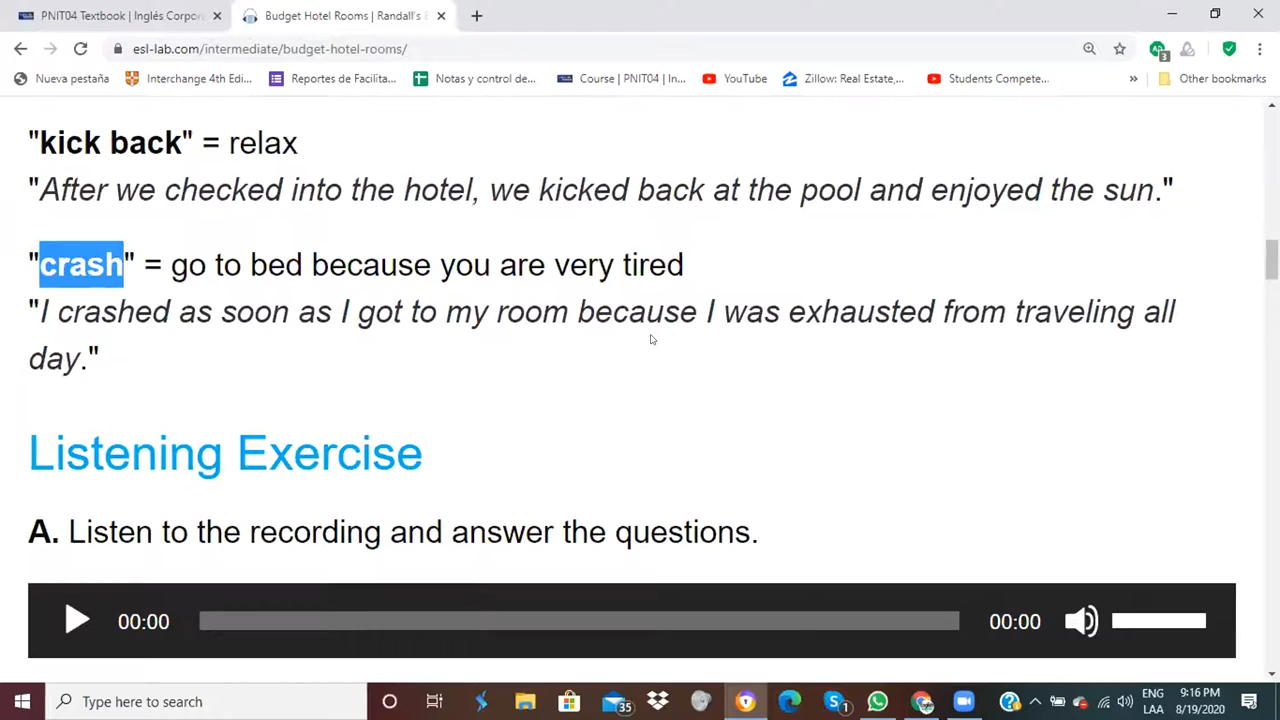 PNIT04 Textbook | Inglés Corpor
Budget Hotel Rooms | Randall's E
esl-lab.com/intermediate/budget-hotel-rooms/
3
Nueva pestaña
Interchange 4th Edi...
Reportes de Facilita...
Notas y control de...
Course | PNIT04 | In...
YouTube
Zillow: Real Estate,...
Students Compete...
»
Other bookmarks
"kick back" = relax
"After we checked into the hotel, we kicked back at the pool and enjoyed the sun."
"crash" = go to bed because you are very tired
"I crashed as soon as I got to my room because I was exhausted from traveling all
day."
Listening Exercise
A. Listen to the recording and answer the questions.
00:00
00:00
Type here to search
35
1
ENG
LAA
9:16 PM
8/19/2020